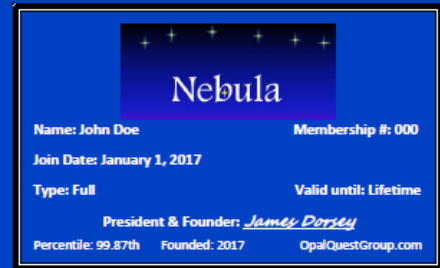 Nebula
Name: John Doe Membership #: 000
Join Date: January 1, 2017
Type: Full Valid until: Lifetime
President & Founder: James Dorsey
Percentile: 99.87th Founded: 2017 OpalQuestGroup.com